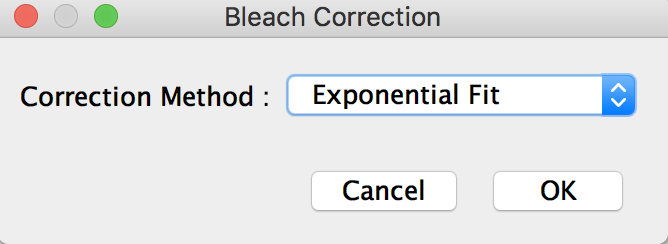 Bleach Correction
Correction Method : Exponential Fit
Cancel OK